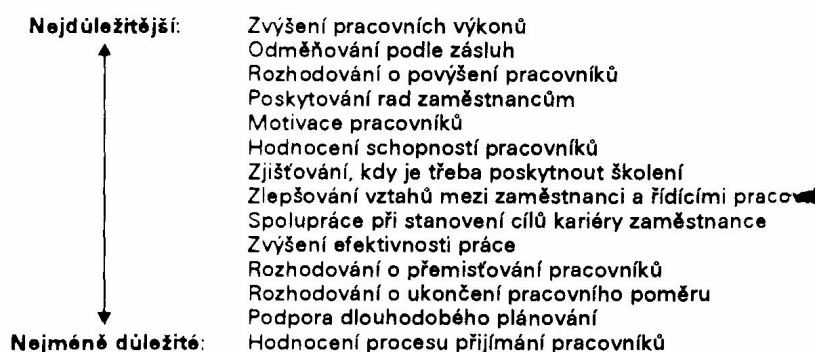 Nejdůležitější: Zvýšení pracovních výkonů
Odměňování podle zásluh
Rozhodování o povýšení pracovníků
Poskytování rad zaměstnancům
Motivace pracovníků
Hodnocení schopností pracovníků
Zjišťování, kdy je třeba poskytnout školení
Zlepšování vztahů mezi zaměstnanci a řídícími
Spolupráce při stanovení cílů kariéry zaměstnance
Zvýšení efektivnosti práce
Rozhodování o přemisťování pracovníků
Rozhodování o ukončení pracovního poměru
Podpora dlouhodobého plánování
Nejméně důležité: Hodnocení procesu přijímání pracovníků